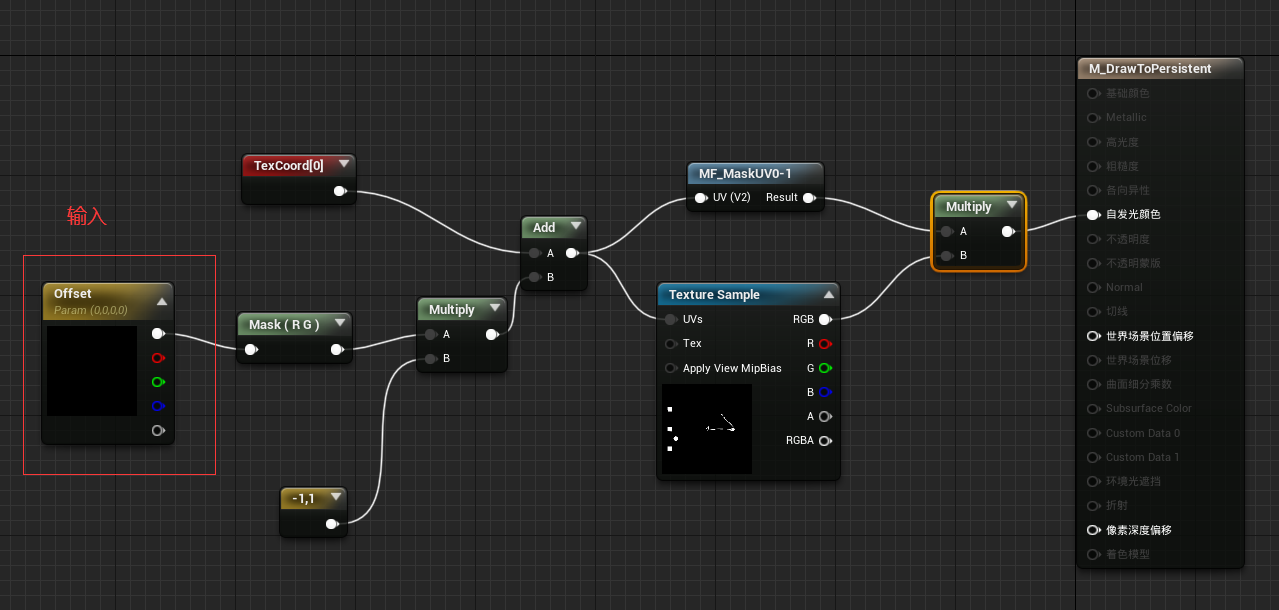 M_DrawToPersistent
基础颜色
Metallic
高光度
粗糙度
各向异性
自发光颜色
不透明度
不透明蒙版
Normal
切线
世界场景位置偏移
世界场景位移
曲面细分乘数
Subsurface Color
Custom Data 0
Custom Data 1
环境光遮挡
折射
像素深度偏移
着色模型
TexCoord[0]
MF_MaskUV0-1
UV (V2) Result
Multiply
A
B
输入
Add
A
B
Offset
Param (0,0,0,0)
Mask ( R G )
Multiply
A
B
Texture Sample
UVs RGB
Tex R
Apply View MipBias G
B
A
RGBA
-1,1